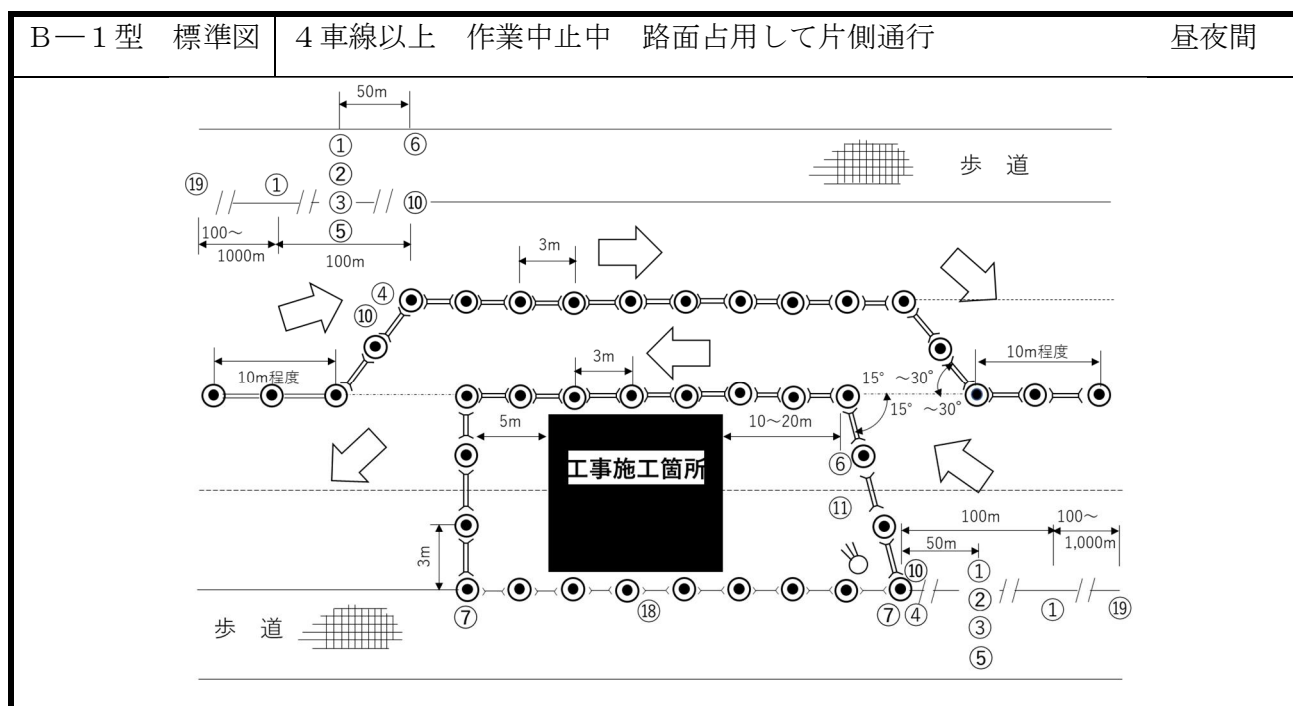 B―1型 標準図 4車線以上 作業中止中 路面占用して片側通行 昼夜間
50m
① ⑥
②
歩 道
⑲ ① ③ ⑩
⑤
100~
1000m 100m
3m
④
⑩
10m程度
3m
10m程度
15° ~30°
15° ~30°
5m 10~20m
⑥
工事施工箇所
⑪
100m 100~
1,000m
50m
3m
⑩ ①
⑦ ⑱ ⑦ ④ ② ① ⑲
歩 道 ③
⑤